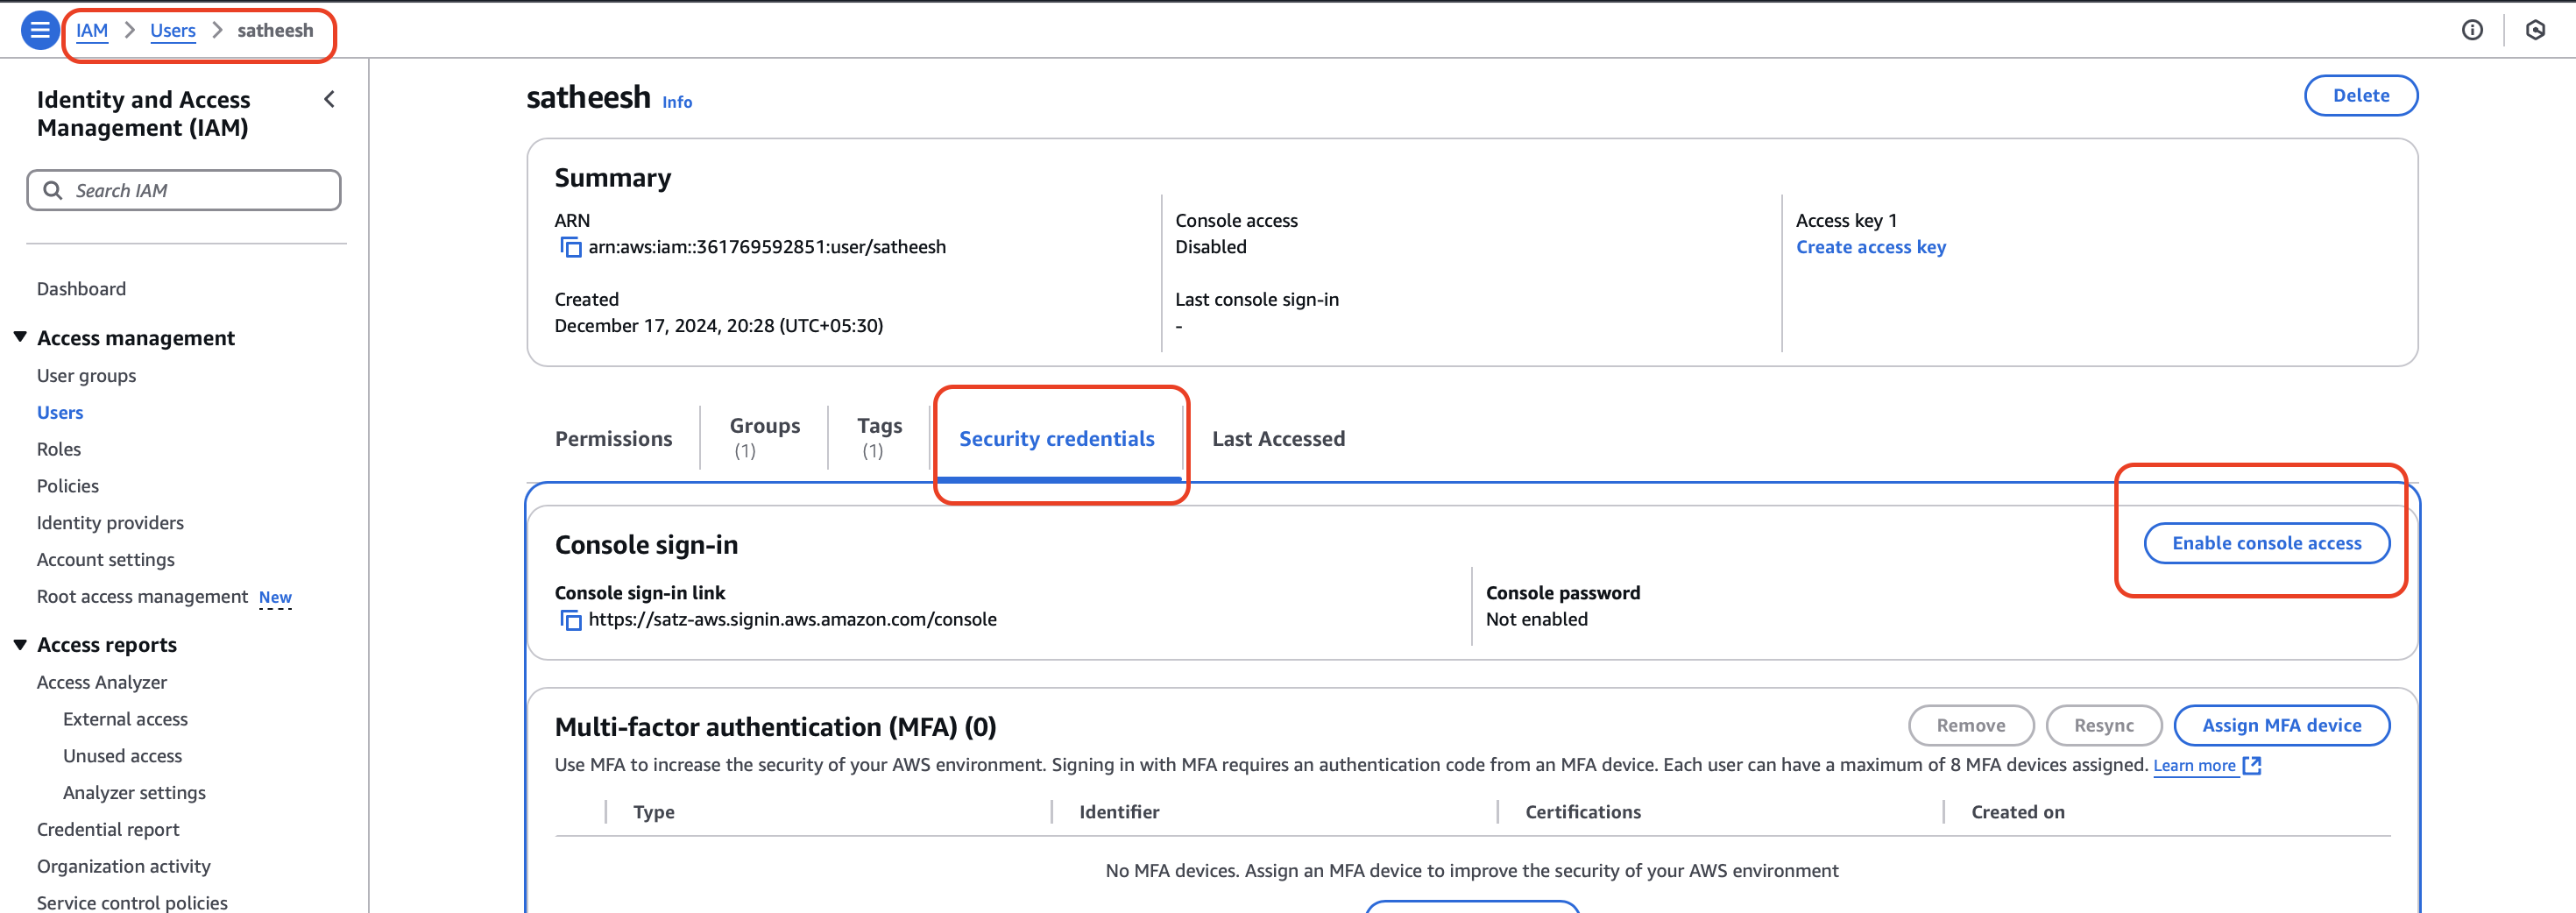 IAM > Users > satheesh
Identity and Access
Management (IAM)
Search IAM
Dashboard
Access management
User groups
Users
Roles
Policies
Identity providers
Account settings
Root access management New
Access reports
Access Analyzer
External access
Unused access
Analyzer settings
Credential report
Organization activity
Service control policies
satheesh Info
Delete
Summary
ARN
arn:aws:iam::361769592851:user/satheesh
Created
December 17, 2024, 20:28 (UTC+05:30)
Console access
Disabled
Last console sign-in
-
Access key 1
Create access key
Permissions
Groups
(1)
Tags
(1)
Security credentials
Last Accessed
Console sign-in
Enable console access
Console sign-in link
https://satz-aws.signin.aws.amazon.com/console
Console password
Not enabled
Multi-factor authentication (MFA) (0)
Remove
Resync
Assign MFA device
Use MFA to increase the security of your AWS environment. Signing in with MFA requires an authentication code from an MFA device. Each user can have a maximum of 8 MFA devices assigned. Learn more
Type Identifier Certifications Created on
No MFA devices. Assign an MFA device to improve the security of your AWS environment